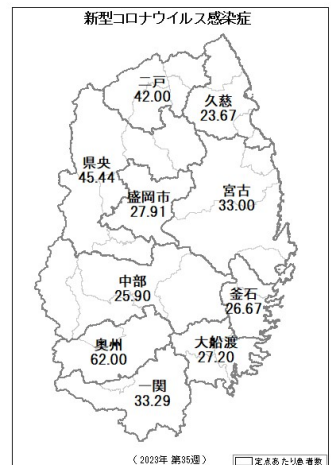 新型コロナウイルス感染症
二戸
42.00
久慈
23.67
県央
45.44
盛岡市
27.91
宮古
33.00
中部
25.90
釜石
26.67
奥州
62.00
大船渡
27.20
一関
33.29
（2023年 第35週）
定点あたり患者数